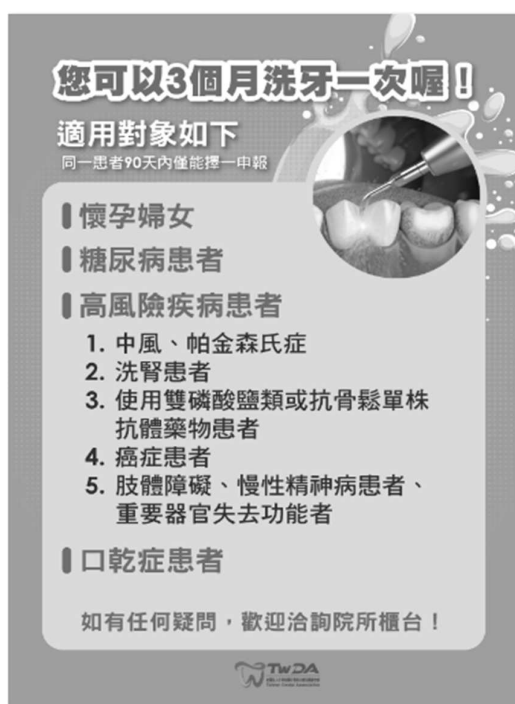 您可以3個月洗牙一次喔！
適用對象如下
同一患者90天內僅能擇一申報
懷孕婦女
糖尿病患者
高風險疾病患者
1. 中風、帕金森氏症
2. 洗腎患者
3. 使用雙磷酸鹽類或抗骨鬆單株
抗體藥物患者
4. 癌症患者
5. 肢體障礙、慢性精神病患者、
重要器官失去功能者
口乾症患者
如有任何疑問，歡迎洽詢院所櫃台！
TwDA